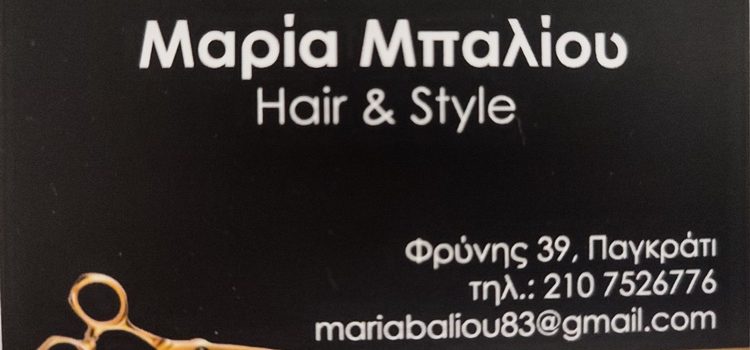 Μαρία Μπαλίου
Hair & Style
Φρύνης 39, Παγκράτι
τηλ.: 210 7526776
mariabaliou83@gmail.com